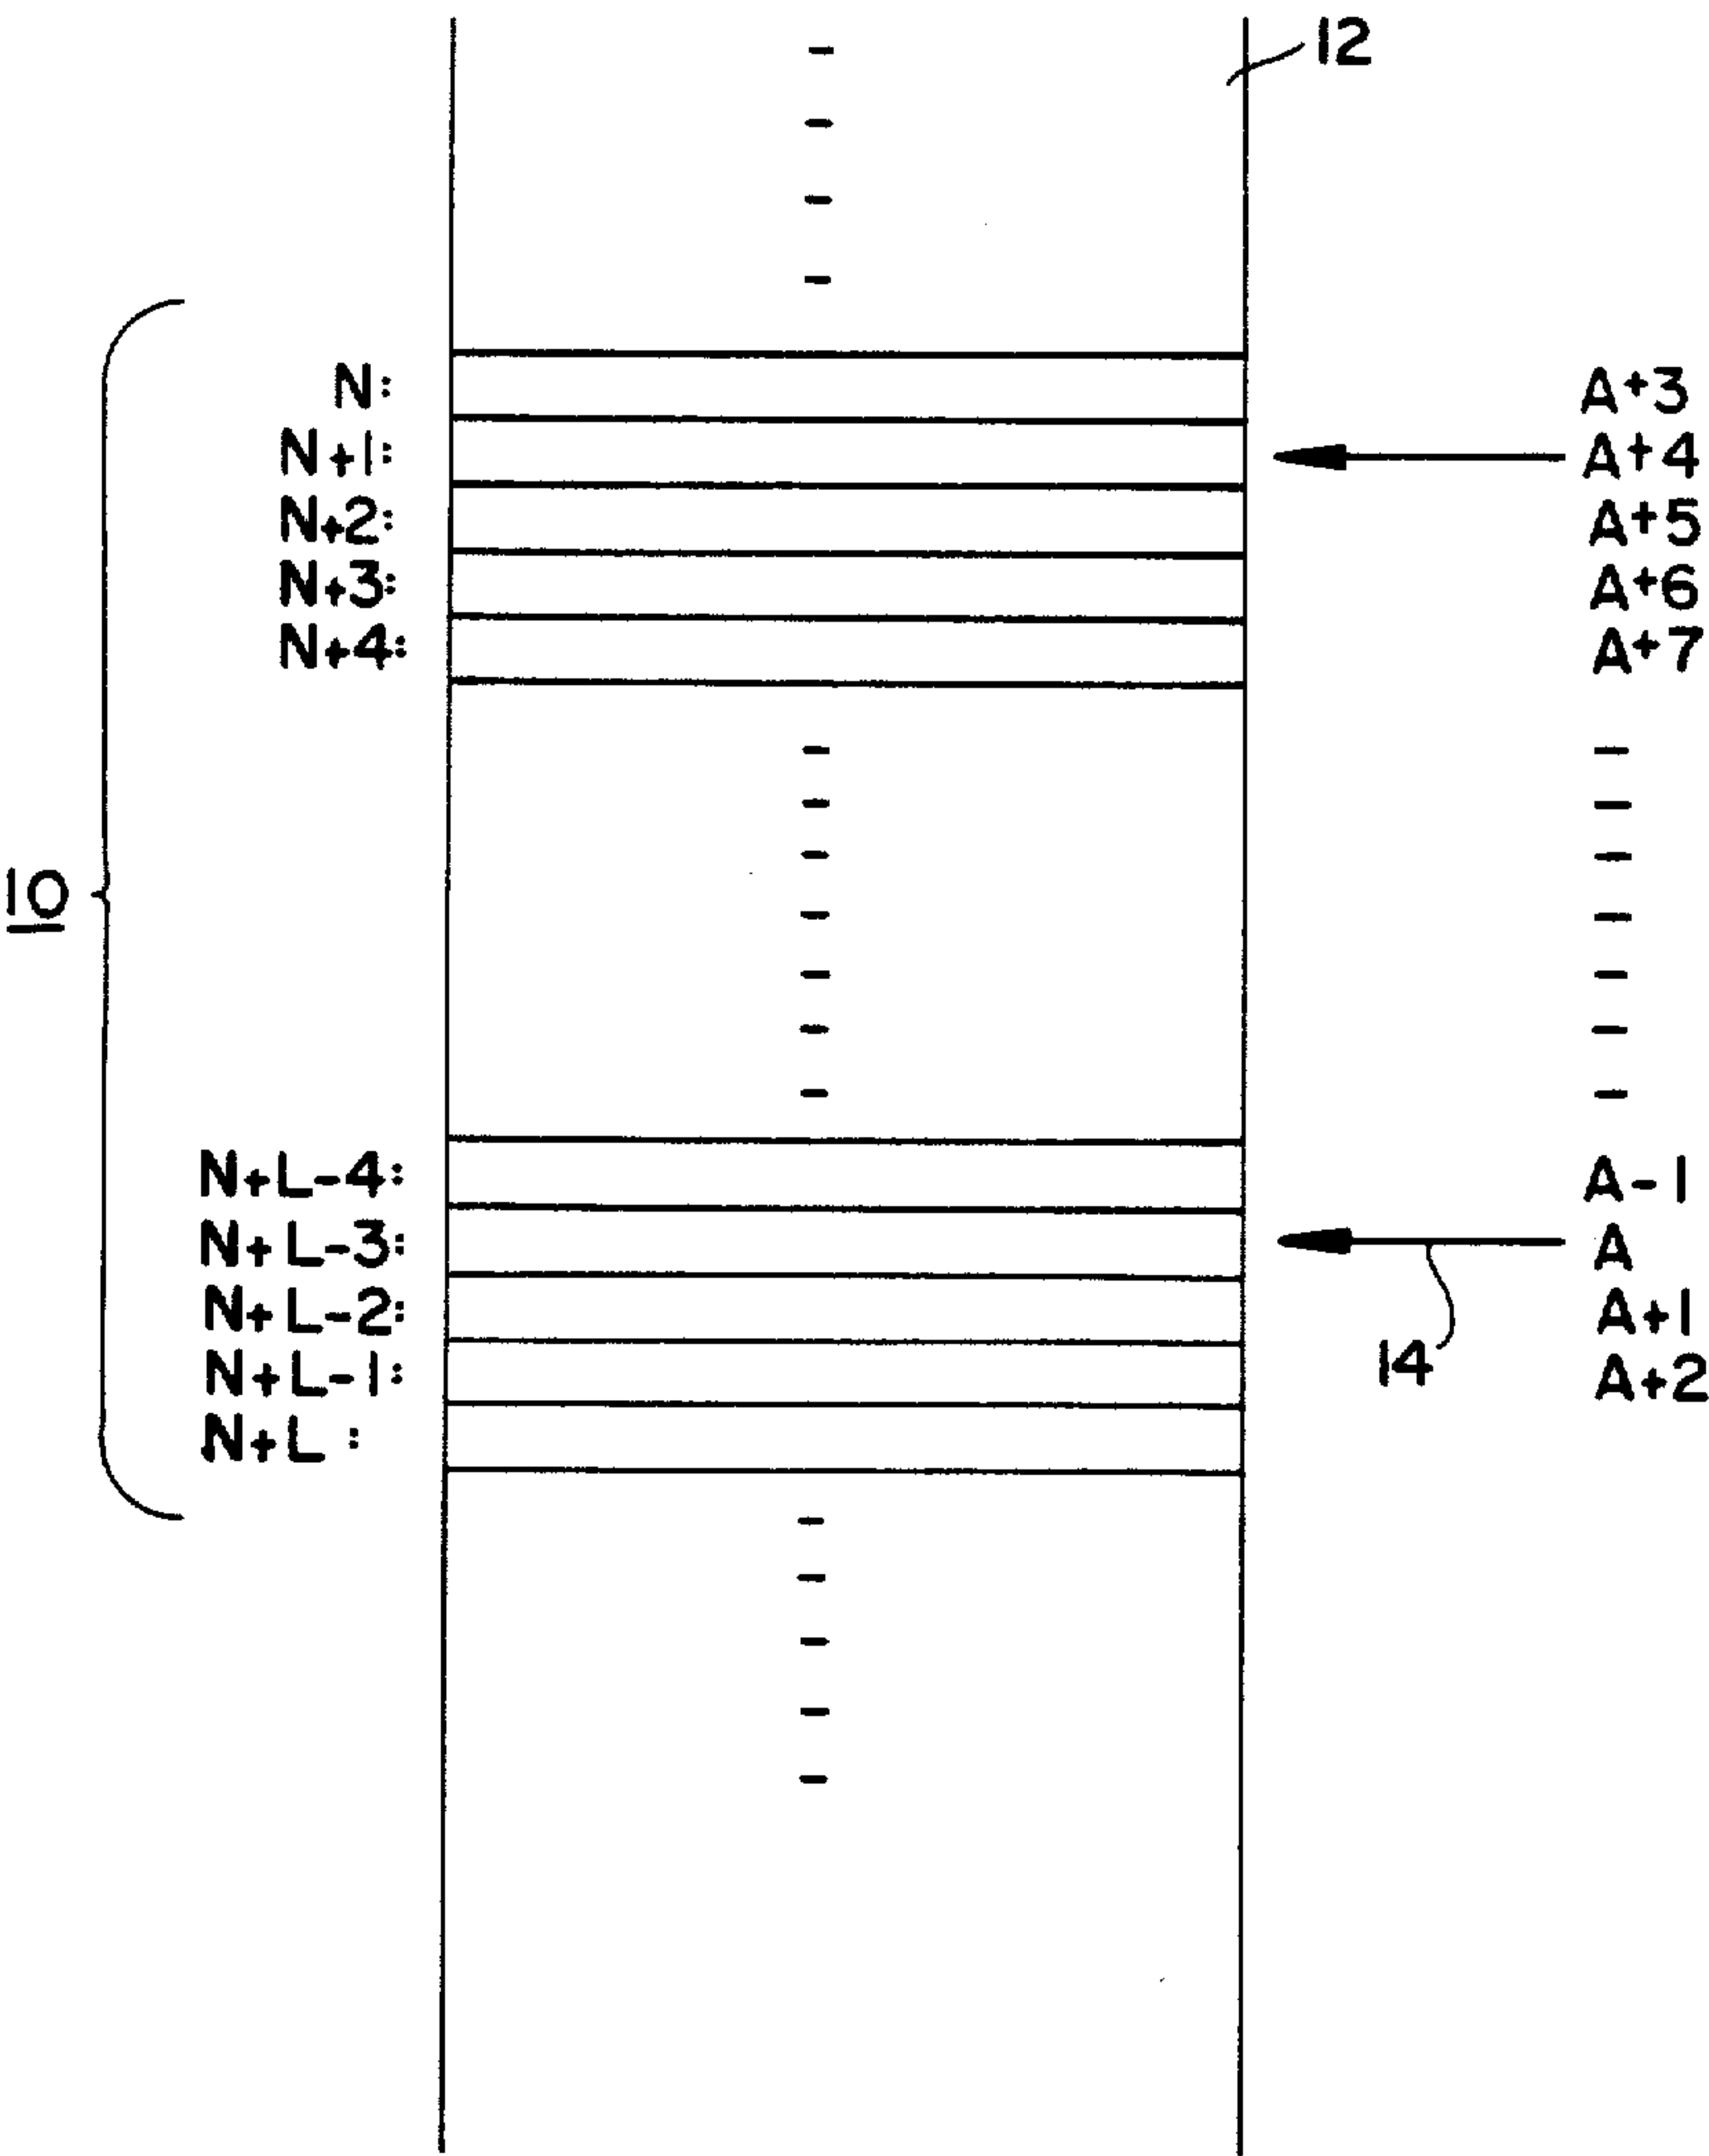 12
N: A+3
N+1: A+4
N+2: A+5
N+3: A+6
N+4: A+7
10
N+L-4: A-1
N+L-3: A
N+L-2: A+1
N+L-1: 14 A+2
N+L :